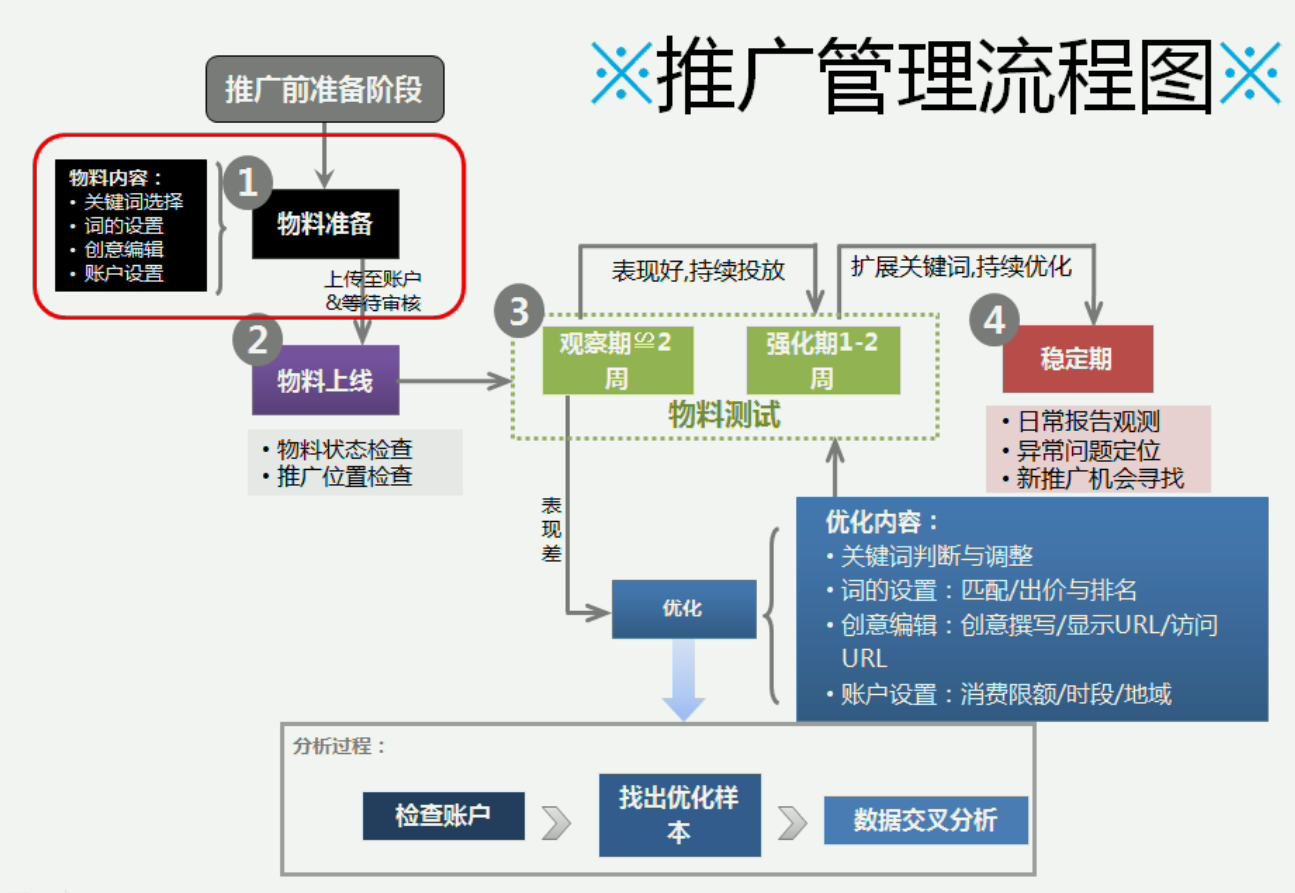 ※推广管理流程图※
推广前准备阶段
1
物料内容：
• 关键词选择
• 词的设置
• 创意编辑
• 账户设置
物料准备
上传至账户
&等待审核
2
物料上线
• 物料状态检查
• 推广位置检查
3
表现好,持续投放
观察期≌2
周
强化期1-2
周
物料测试
扩展关键词,持续优化
4
稳定期
• 日常报告观测
• 异常问题定位
• 新推广机会寻找
表
现
差
优化
优化内容：
• 关键词判断与调整
• 词的设置：匹配/出价与排名
• 创意编辑：创意撰写/显示URL/访问
URL
• 账户设置：消费限额/时段/地域
分析过程：
检查账户
找出优化样
本
数据交叉分析